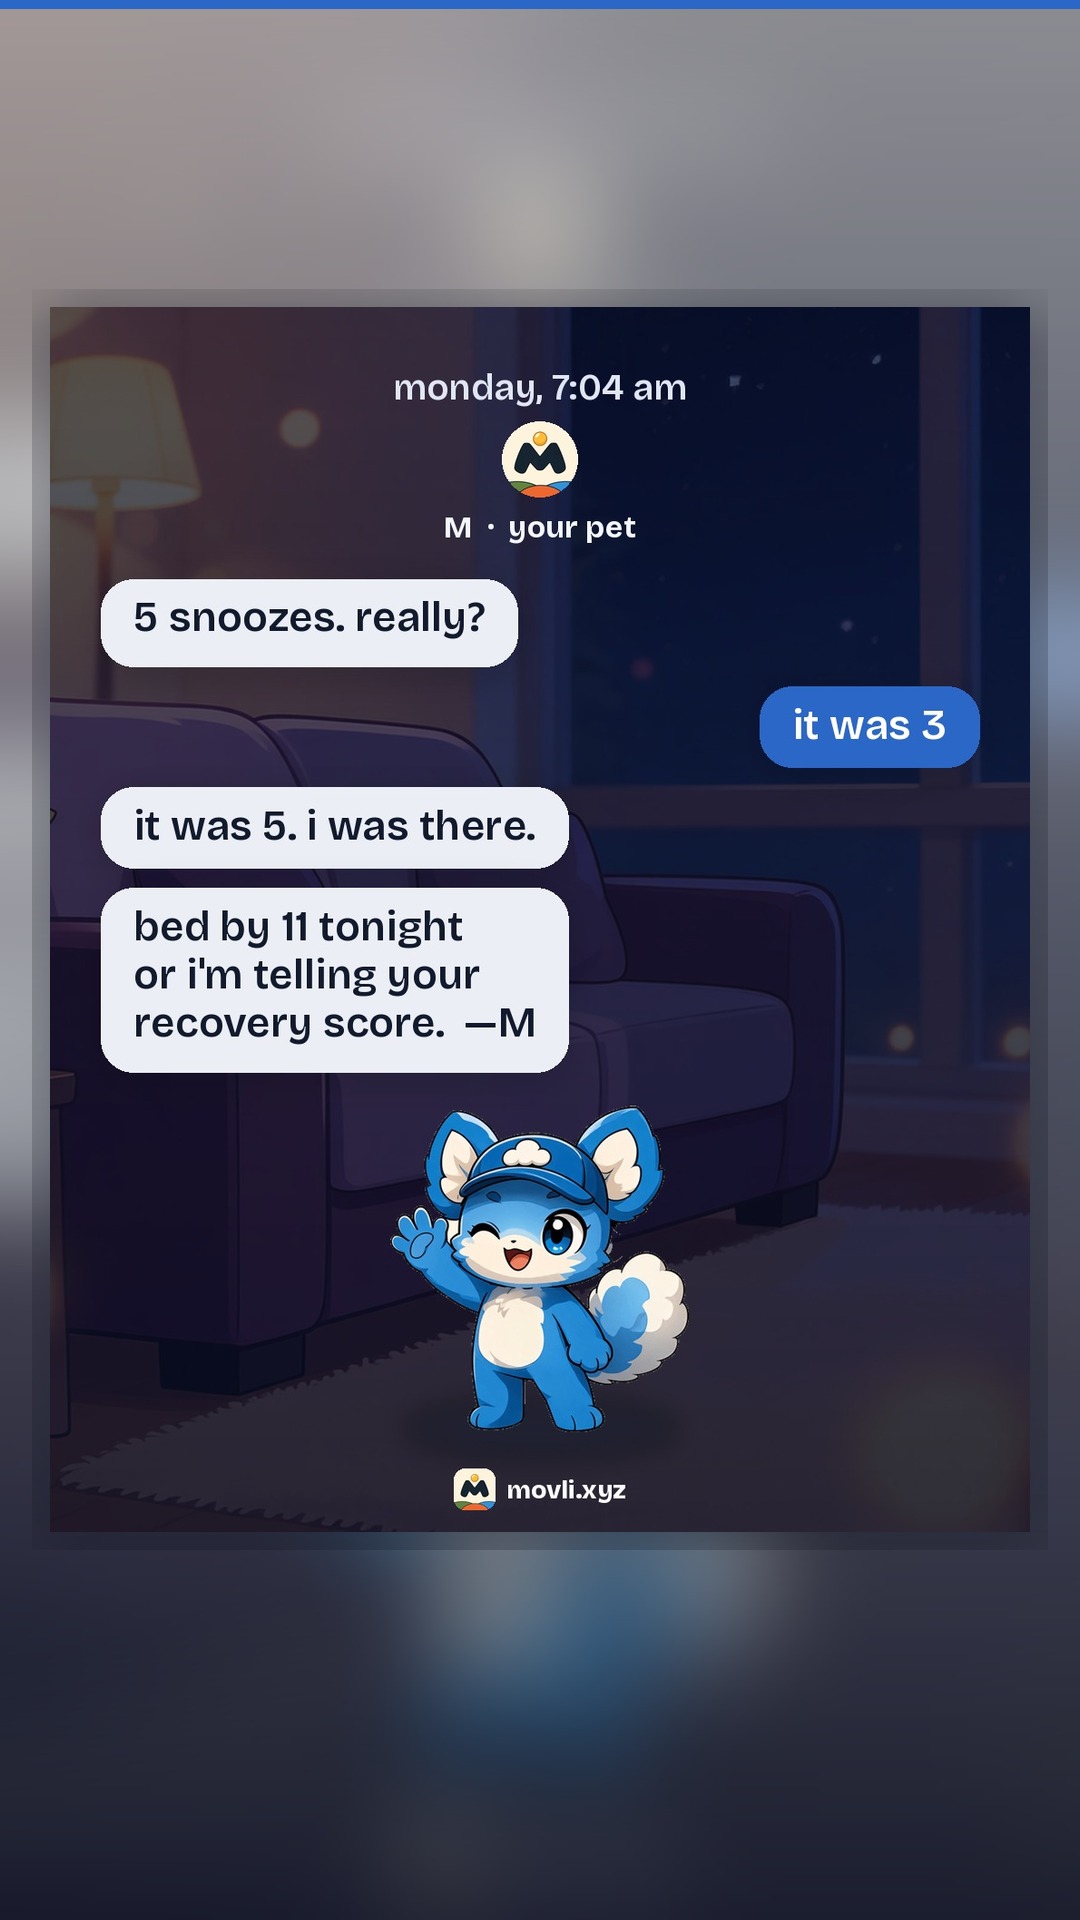 monday, 7:04 am
M · your pet
5 snoozes. really?
it was 3
it was 5. i was there.
bed by 11 tonight
or i'm telling your
recovery score. —M
movli.xyz